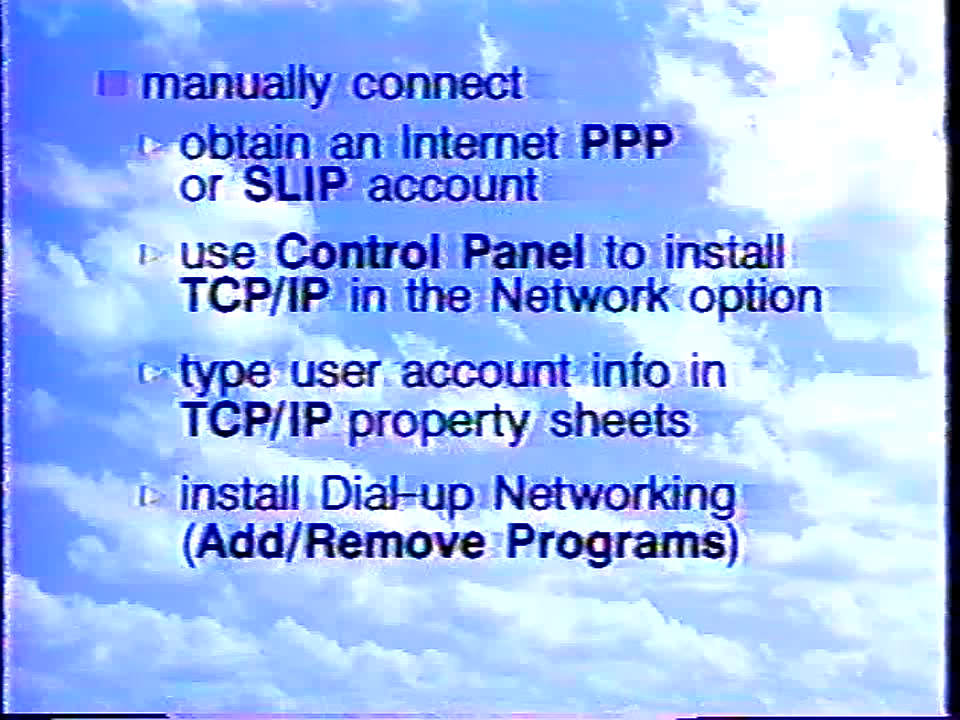 manually connect
obtain an Internet PPP
or SLIP account
use Control Panel to install
TCP/IP in the Network option
type user account info in
TCP/IP property sheets
install Dial-up Networking
(Add/Remove Programs)